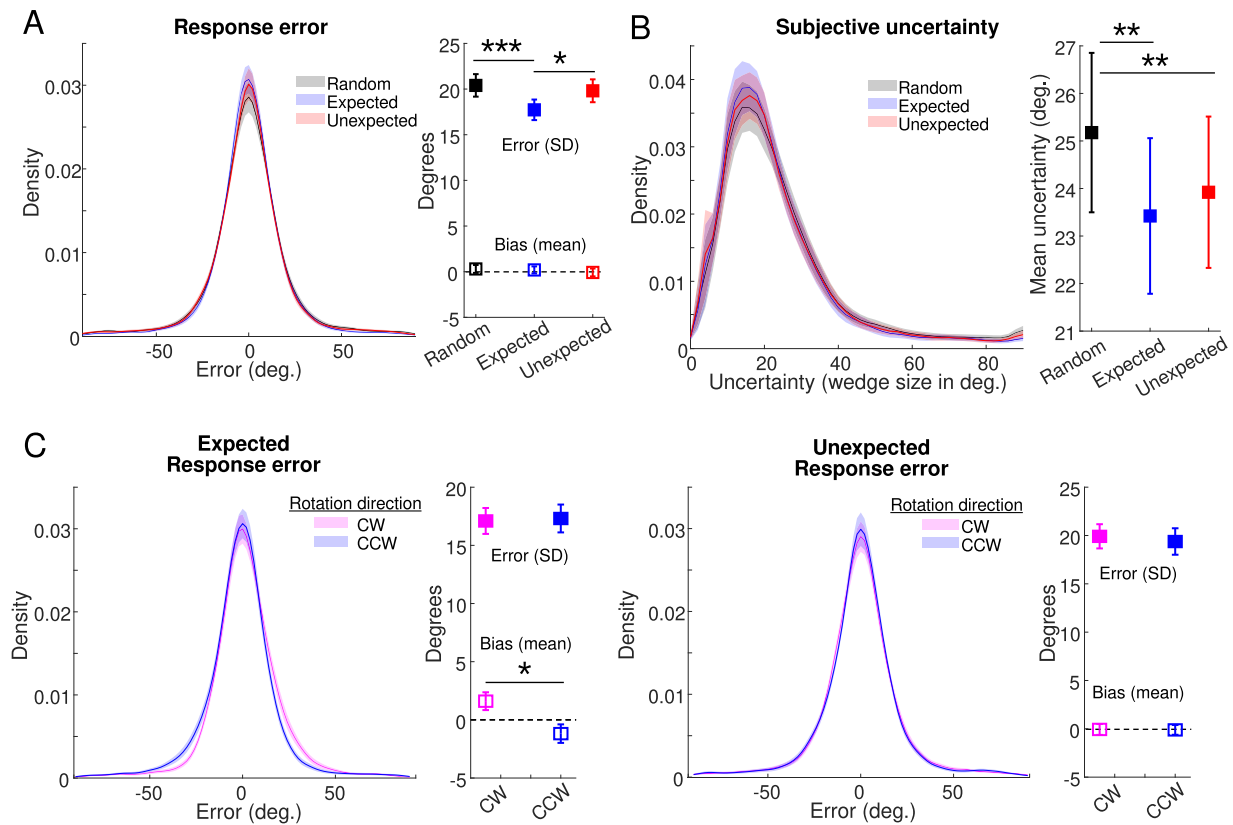 A
Response error
Density
0.03
0.02
0.01
0
-50
0
50
Error (deg.)
Random
Expected
Unexpected
Degrees
25
20
15
10
5
0
-5
***
*
Error (SD)
Bias (mean)
Random
Expected
Unexpected
B
Subjective uncertainty
Density
0.04
0.03
0.02
0.01
0
0
20
40
60
80
Uncertainty (wedge size in deg.)
Random
Expected
Unexpected
Mean uncertainty (deg.)
27
26
25
24
23
22
21
**
**
Random
Expected
Unexpected
C
Expected
Response error
Density
0.03
0.02
0.01
0
-50
0
50
Error (deg.)
Rotation direction
CW
CCW
Degrees
20
15
10
5
0
-5
Error (SD)
Bias (mean)
*
CW
CCW
Unexpected
Response error
Density
0.03
0.02
0.01
0
-50
0
50
Error (deg.)
Rotation direction
CW
CCW
Degrees
25
20
15
10
5
0
-5
Error (SD)
Bias (mean)
CW
CCW